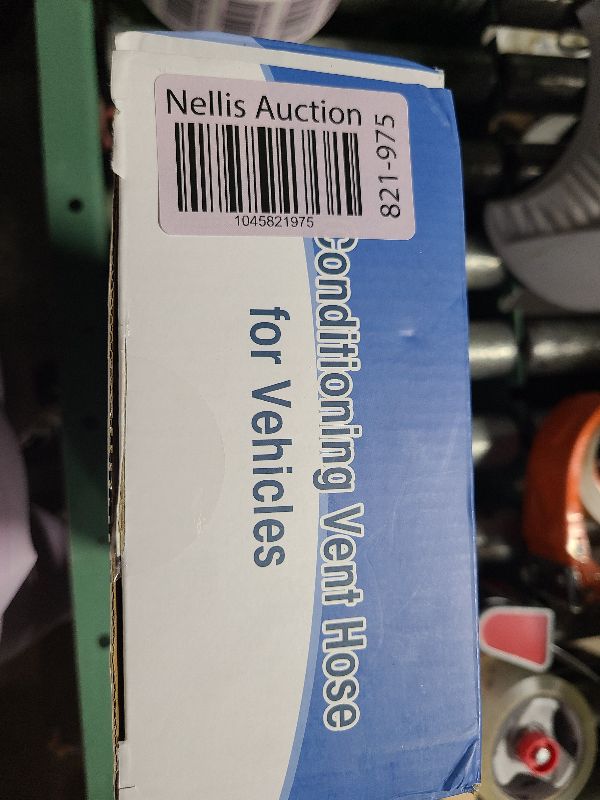 Nellis Auction
1045821975
821-975
Conditioning Vent Hose
for Vehicles